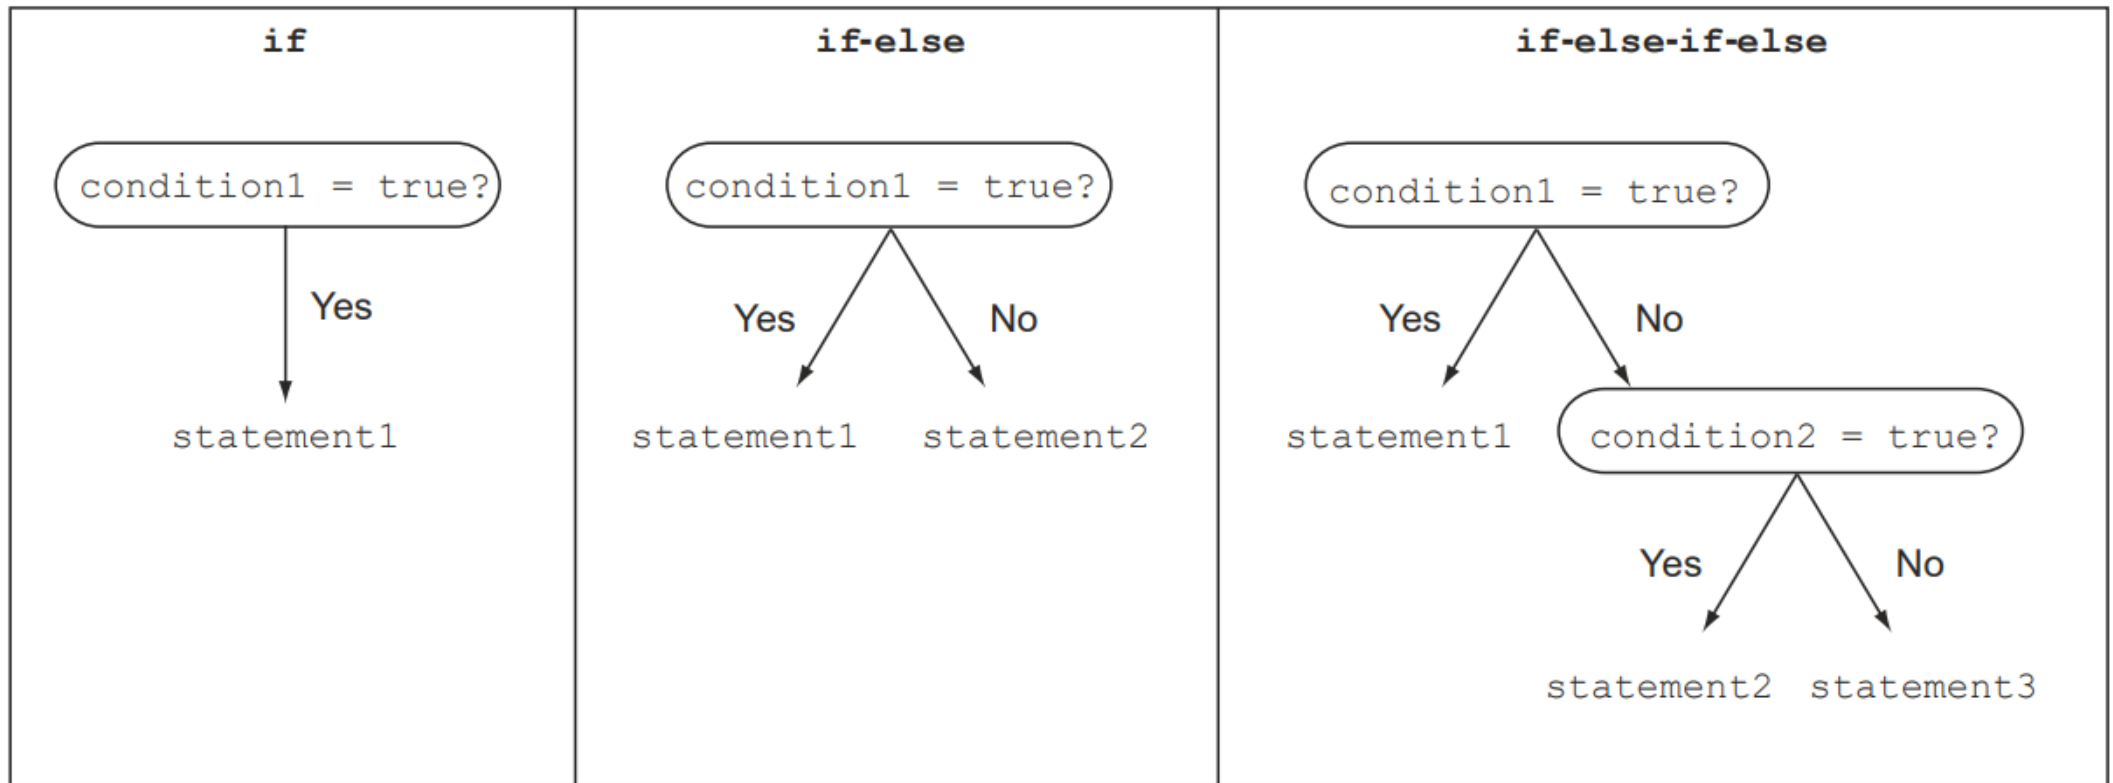 if
condition1 = true?
Yes
statement1
if-else
condition1 = true?
Yes
No
statement1
statement2
if-else-if-else
condition1 = true?
Yes
No
statement1
condition2 = true?
Yes
No
statement2
statement3